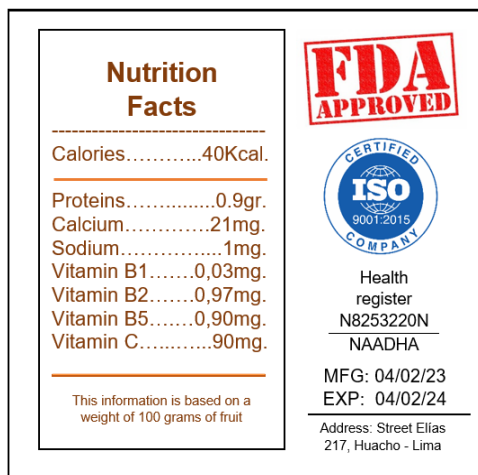 Nutrition
Facts
--------------------------------
Calories………...40Kcal.
Proteins……........0.9gr.
Calcium………….21mg.
Sodium…………....1mg.
Vitamin B1…….0,03mg.
Vitamin B2…….0,97mg.
Vitamin B5…….0,90mg.
Vitamin C…..…...90mg.
This information is based on a
weight of 100 grams of fruit
FDA
APPROVED
CERTIFIED
ISO
9001:2015
COMPANY
Health
register
N8253220N
NAADHA
MFG: 04/02/23
EXP: 04/02/24
Address: Street Elías
217, Huacho - Lima